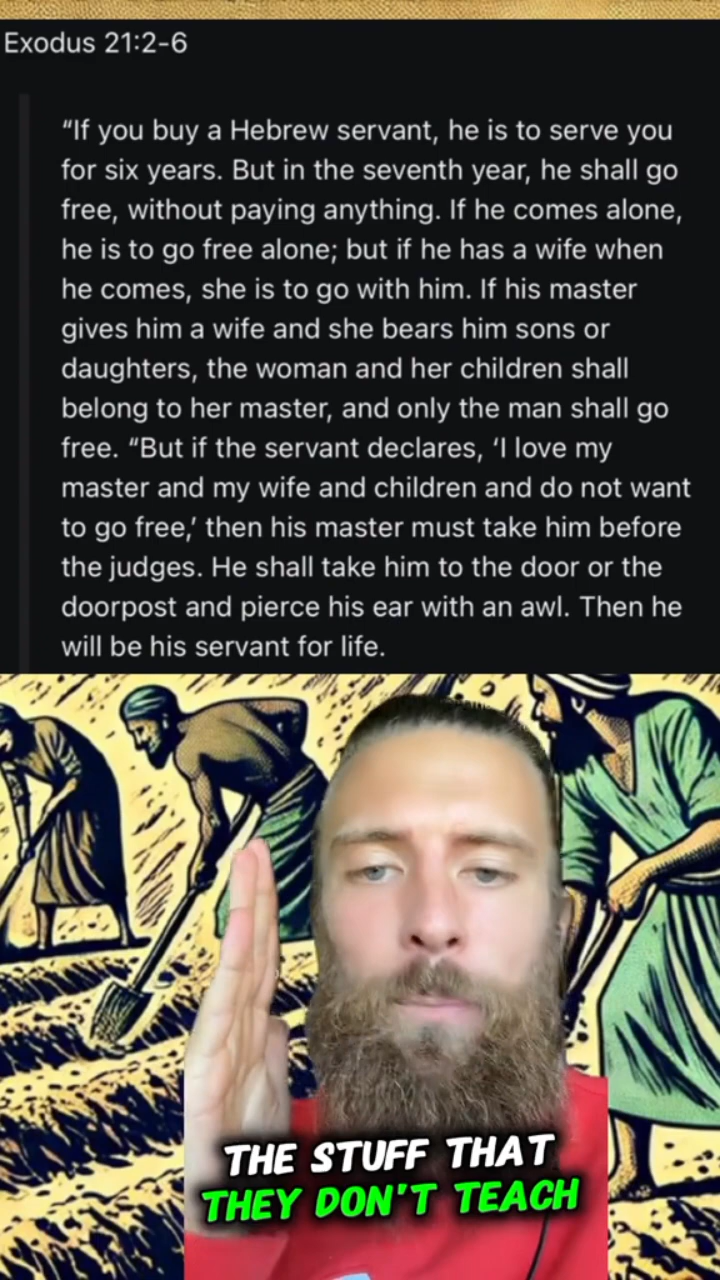 Exodus 21:2-6
“If you buy a Hebrew servant, he is to serve you
for six years. But in the seventh year, he shall go
free, without paying anything. If he comes alone,
he is to go free alone; but if he has a wife when
he comes, she is to go with him. If his master
gives him a wife and she bears him sons or
daughters, the woman and her children shall
belong to her master, and only the man shall go
free. “But if the servant declares, ‘I love my
master and my wife and children and do not want
to go free,’ then his master must take him before
the judges. He shall take him to the door or the
doorpost and pierce his ear with an awl. Then he
will be his servant for life.
THE STUFF THAT
THEY DON'T TEACH